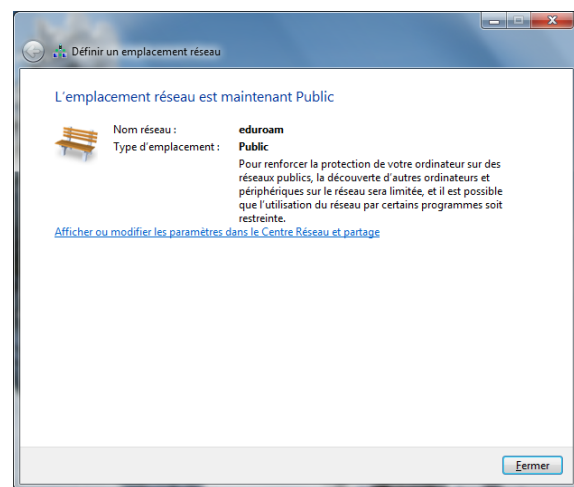 Définir un emplacement réseau
L'emplacement réseau est maintenant Public
Nom réseau : eduroam
Type d'emplacement : Public
Pour renforcer la protection de votre ordinateur sur des
réseaux publics, la découverte d'autres ordinateurs et
périphériques sur le réseau sera limitée, et il est possible
que l'utilisation du réseau par certains programmes soit
restreinte.
Afficher ou modifier les paramètres dans le Centre Réseau et partage
Fermer